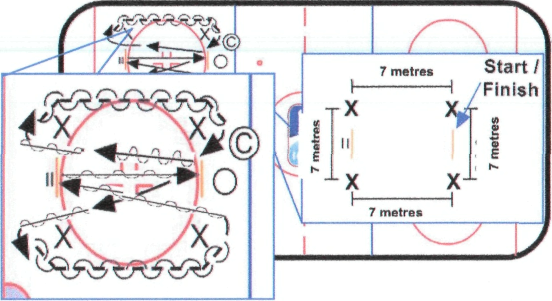 X X
C
X X
C
X X
7 metres
Start /
Finish
X X
7 metres
7 metres
X X
7 metres